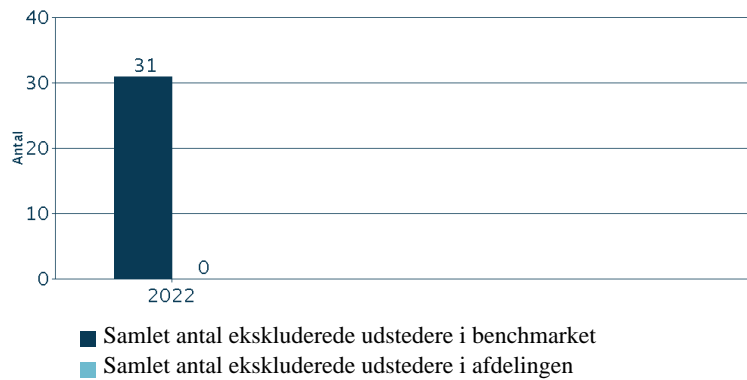 40
31
30
Antal
20
10
0
0
2022
Samlet antal ekskluderede udstedere i benchmarket
Samlet antal ekskluderede udstedere i afdelingen